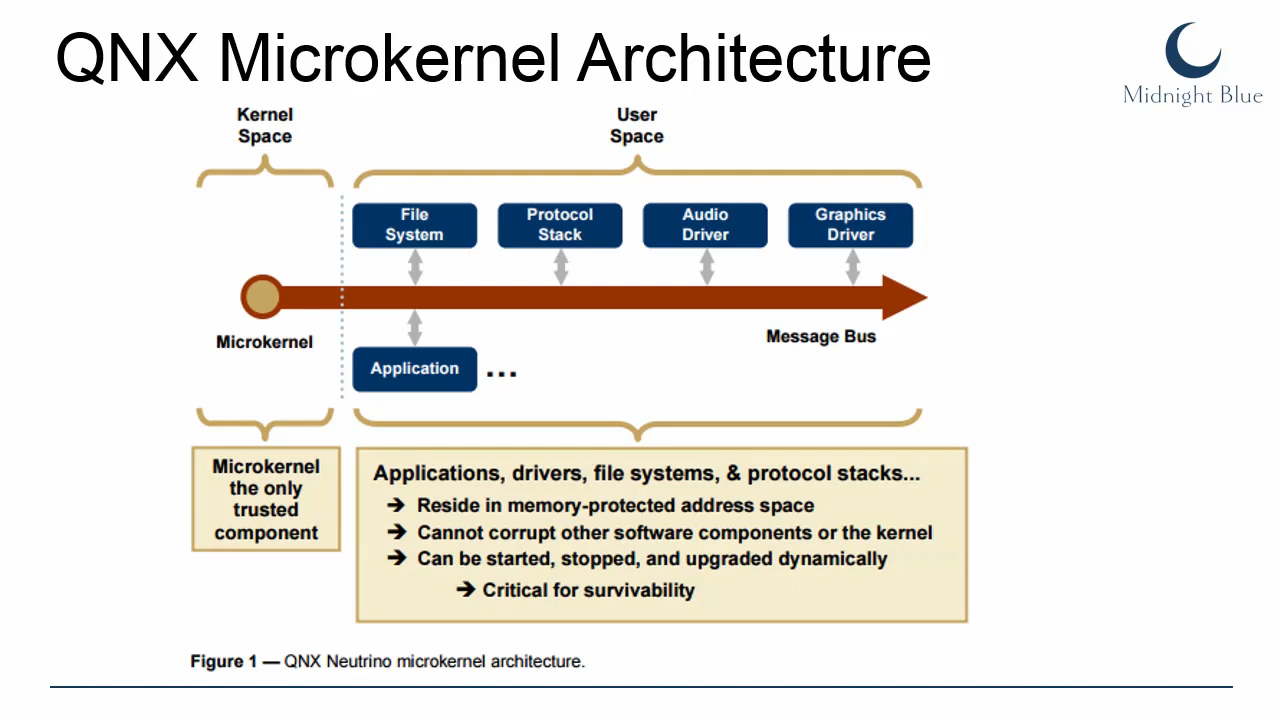 QNX Microkernel Architecture
Midnight Blue
Kernel
Space
User
Space
File
System
Protocol
Stack
Audio
Driver
Graphics
Driver
Microkernel
Message Bus
Application
...
Microkernel
the only
trusted
component
Applications, drivers, file systems, & protocol stacks...
➔ Reside in memory-protected address space
➔ Cannot corrupt other software components or the kernel
➔ Can be started, stopped, and upgraded dynamically
➔ Critical for survivability
Figure 1 — QNX Neutrino microkernel architecture.